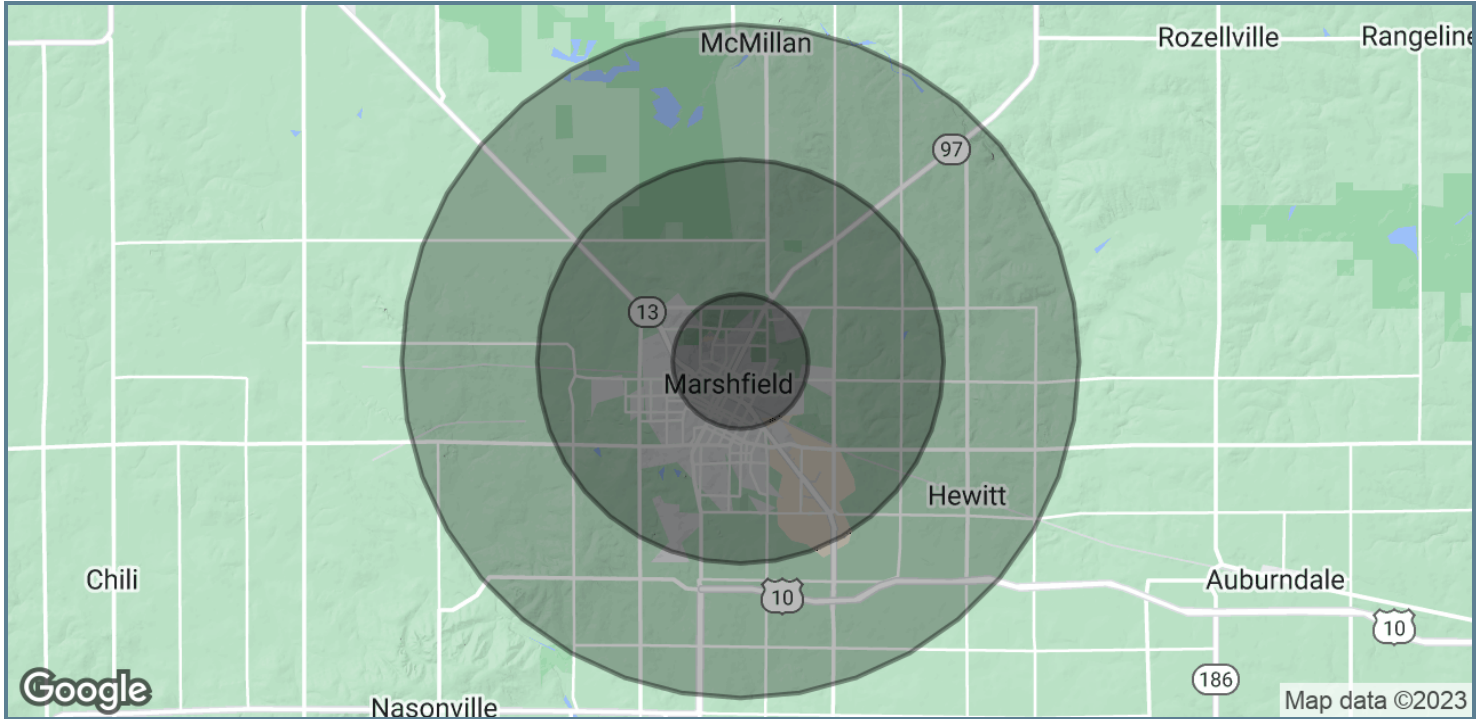 McMillan
Rozellville
Rangeline
97
13
Marshfield
Hewitt
Chili
10
Auburndale
10
186
Google
Nasonville
Map data ©2023